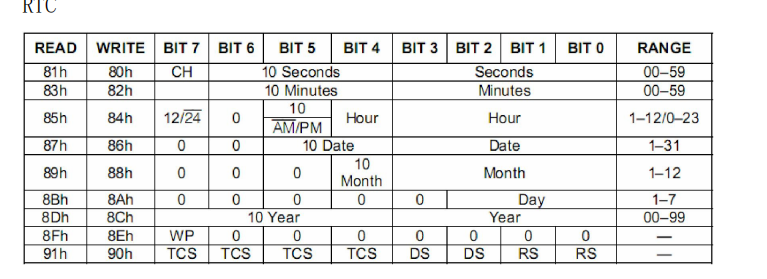 RTC
READ WRITE BIT 7 BIT 6 BIT 5 BIT 4 BIT 3 BIT 2 BIT 1 BIT 0 RANGE
81h 80h CH 10 Seconds Seconds 00–59
83h 82h 10 Minutes Minutes 00–59
85h 84h 12/24 0 10 AM/PM Hour Hour 1–12/0–23
87h 86h 0 0 10 Date Date 1–31
89h 88h 0 0 0 10 Month Month 1–12
8Bh 8Ah 0 0 0 0 0 Day 1–7
8Dh 8Ch 10 Year Year 00–99
8Fh 8Eh WP 0 0 0 0 0 0 0 —
91h 90h TCS TCS TCS TCS DS DS RS RS —